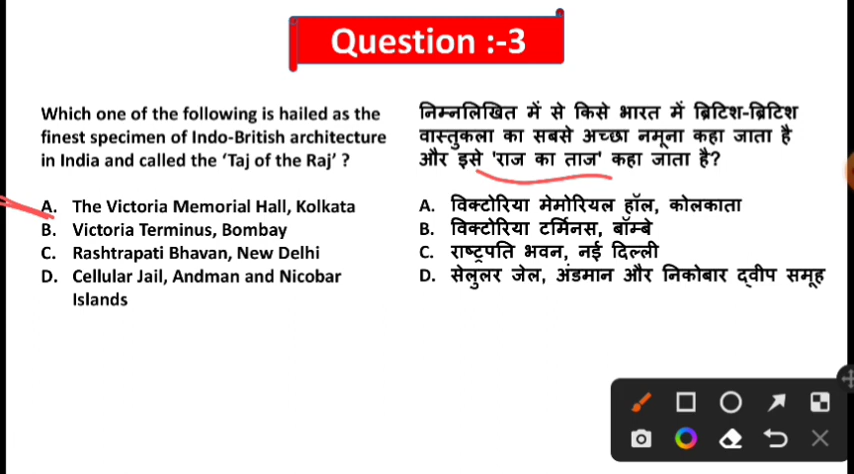 Question :-3
Which one of the following is hailed as the
finest specimen of Indo-British architecture
in India and called the ‘Taj of the Raj’ ?
A. The Victoria Memorial Hall, Kolkata
B. Victoria Terminus, Bombay
C. Rashtrapati Bhavan, New Delhi
D. Cellular Jail, Andman and Nicobar
Islands
निम्नलिखित में से किसे भारत में ब्रिटिश-ब्रिटिश
वास्तुकला का सबसे अच्छा नमूना कहा जाता है
और इसे 'राज का ताज' कहा जाता है?
A. विक्टोरिया मेमोरियल हॉल, कोलकाता
B. विक्टोरिया टर्मिनस, बॉम्बे
C. राष्ट्रपति भवन, नई दिल्ली
D. सेलुलर जेल, अंडमान और निकोबार द्वीप समूह